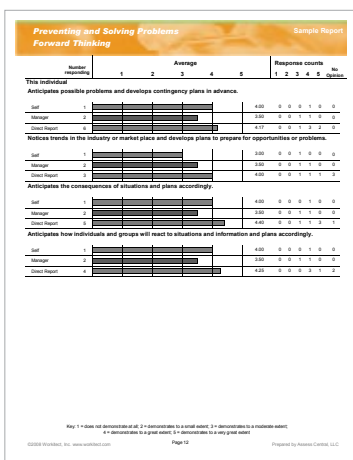 Preventing and Solving Problems
Sample Report
Forward Thinking
Average
Response counts
Number responding
1 2 3 4 5
1 2 3 4 5 No Opinion
This individual
Anticipates possible problems and develops contingency plans in advance.
Self 1 4.00 0 0 0 1 0 0
Manager 2 3.50 0 0 1 1 0 0
Direct Report 6 4.17 0 0 1 3 2 0
Notices trends in the industry or market place and develops plans to prepare for opportunities or problems.
Self 1 3.00 0 0 1 0 0 0
Manager 2 3.50 0 0 1 1 0 0
Direct Report 3 4.00 0 0 1 1 1 3
Anticipates the consequences of situations and plans accordingly.
Self 1 4.00 0 0 0 1 0 0
Manager 2 3.50 0 0 1 1 0 0
Direct Report 5 4.40 0 0 1 1 3 1
Anticipates how individuals and groups will react to situations and information and plans accordingly.
Self 1 4.00 0 0 0 1 0 0
Manager 2 3.50 0 0 1 1 0 0
Direct Report 4 4.25 0 0 0 3 1 2
Key: 1 = does not demonstrate at all; 2 = demonstrates to a small extent; 3 = demonstrates to a moderate extent;
4 = demonstrates to a great extent; 5 = demonstrates to a very great extent
©2009 Workitect, Inc. www.workitect.com Page 12 Prepared by Assess Central, LLC